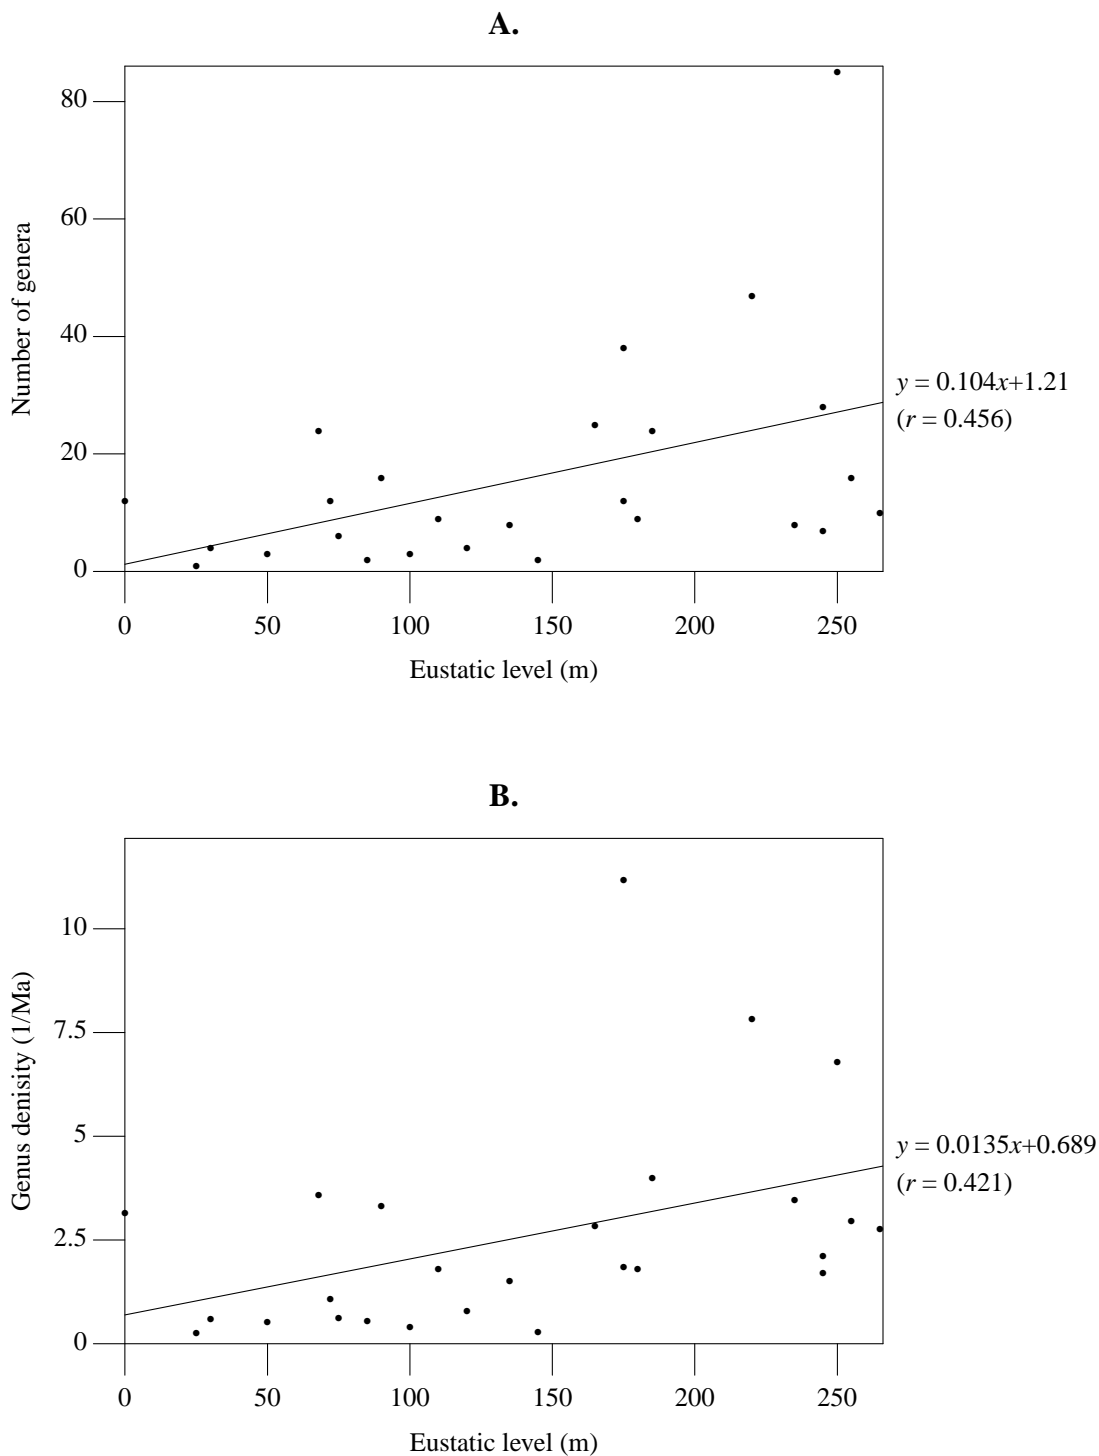 A.
80
60
40
20
0
Number of genera
0 50 100 150 200 250
Eustatic level (m)
y = 0.104x+1.21
(r = 0.456)
B.
10
7.5
5
2.5
0
Genus denisity (1/Ma)
0 50 100 150 200 250
Eustatic level (m)
y = 0.0135x+0.689
(r = 0.421)